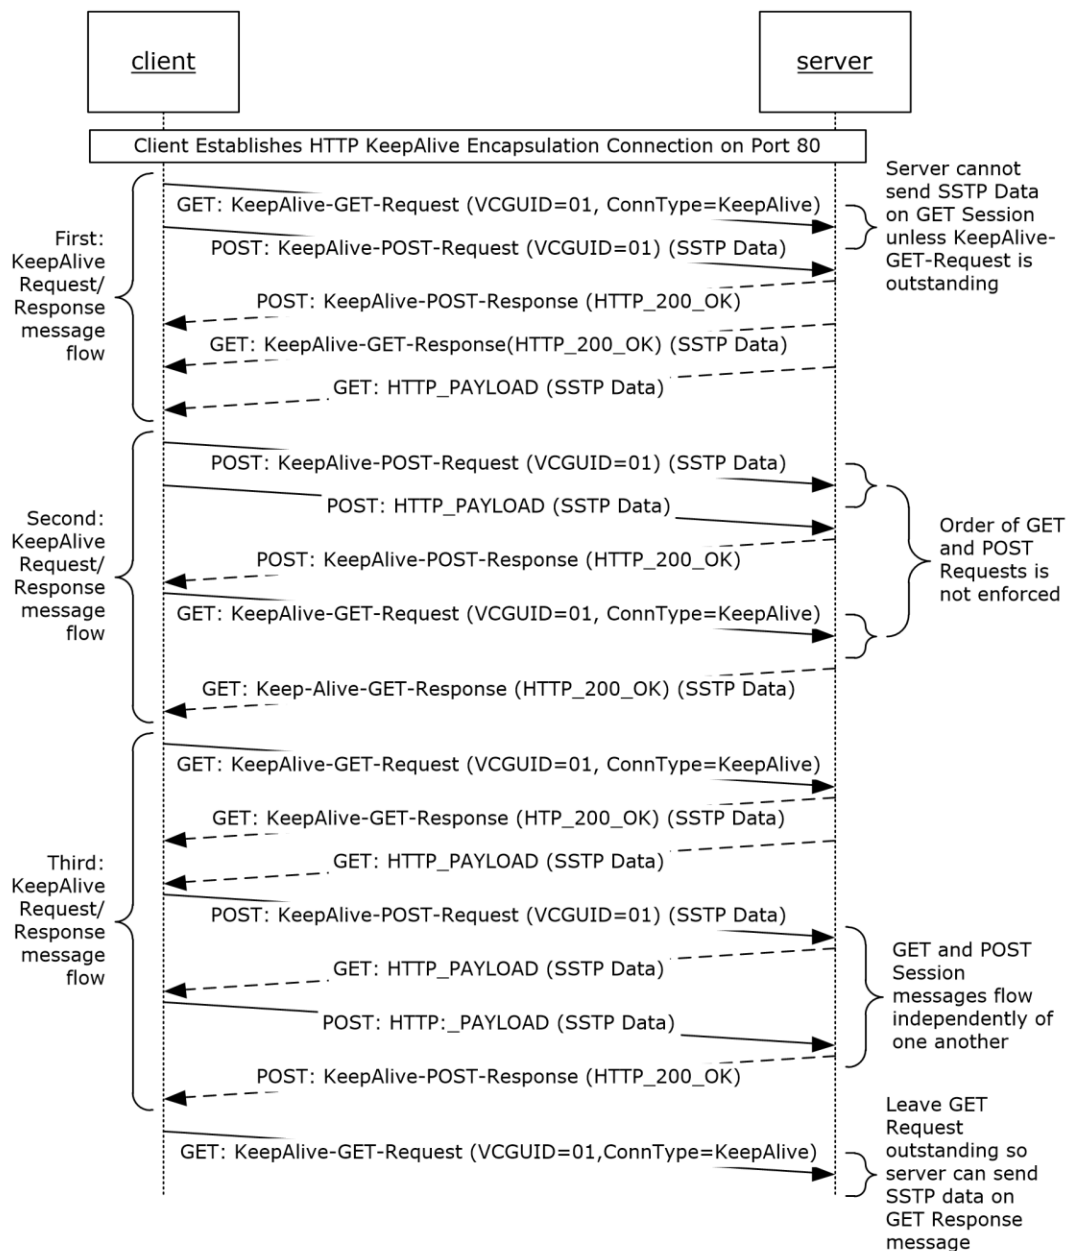 client
server
Client Establishes HTTP KeepAlive Encapsulation Connection on Port 80
Server cannot
send SSTP Data
on GET Session
unless KeepAlive-
GET-Request is
outstanding
First:
KeepAlive
Request/
Response
message
flow
GET: KeepAlive-GET-Request (VCGUID=01, ConnType=KeepAlive)
POST: KeepAlive-POST-Request (VCGUID=01) (SSTP Data)
POST: KeepAlive-POST-Response (HTTP_200_OK)
GET: KeepAlive-GET-Response(HTTP_200_OK) (SSTP Data)
GET: HTTP_PAYLOAD (SSTP Data)
Second:
KeepAlive
Request/
Response
message
flow
POST: KeepAlive-POST-Request (VCGUID=01) (SSTP Data)
POST: HTTP_PAYLOAD (SSTP Data)
POST: KeepAlive-POST-Response (HTTP_200_OK)
GET: KeepAlive-GET-Request (VCGUID=01, ConnType=KeepAlive)
GET: Keep-Alive-GET-Response (HTTP_200_OK) (SSTP Data)
Order of GET
and POST
Requests is
not enforced
Third:
KeepAlive
Request/
Response
message
flow
GET: KeepAlive-GET-Request (VCGUID=01, ConnType=KeepAlive)
GET: KeepAlive-GET-Response (HTP_200_OK) (SSTP Data)
GET: HTTP_PAYLOAD (SSTP Data)
POST: KeepAlive-POST-Request (VCGUID=01) (SSTP Data)
GET: HTTP_PAYLOAD (SSTP Data)
POST: HTTP:_PAYLOAD (SSTP Data)
POST: KeepAlive-POST-Response (HTTP_200_OK)
GET and POST
Session
messages flow
independently of
one another
GET: KeepAlive-GET-Request (VCGUID=01,ConnType=KeepAlive)
Leave GET
Request
outstanding so
server can send
SSTP data on
GET Response
message